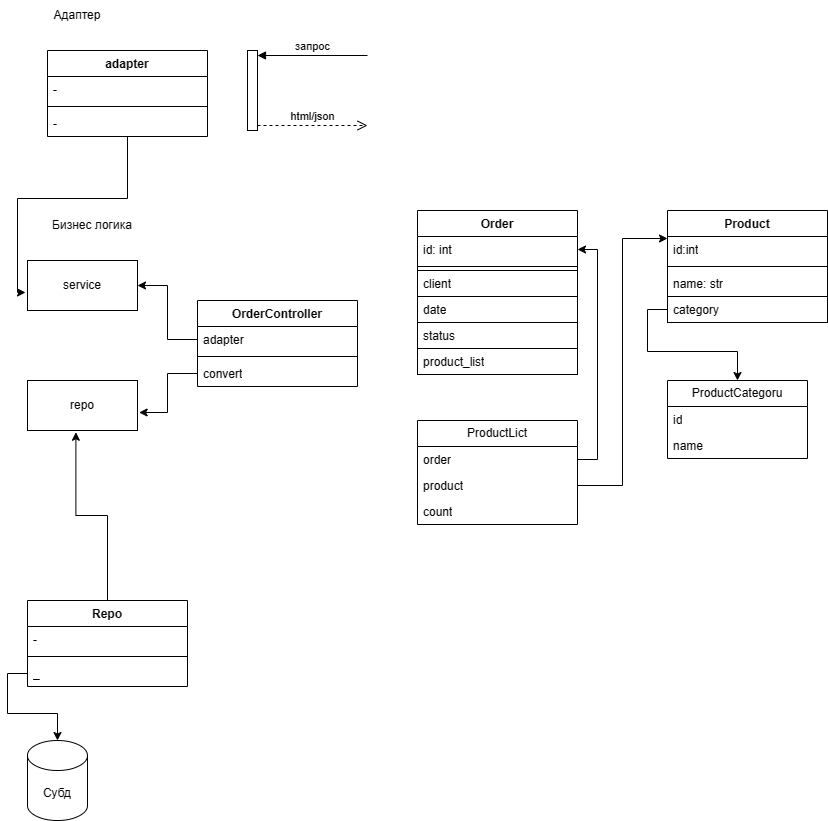 Адаптер
adapter
-
-
запрос
html/json
Бизнес логика
service
OrderController
adapter
convert
repo
Order
id: int
client
date
status
product_list
Product
id:int
name: str
category
ProductCategoru
id
name
ProductLict
order
product
count
Repo
-
_
Субд